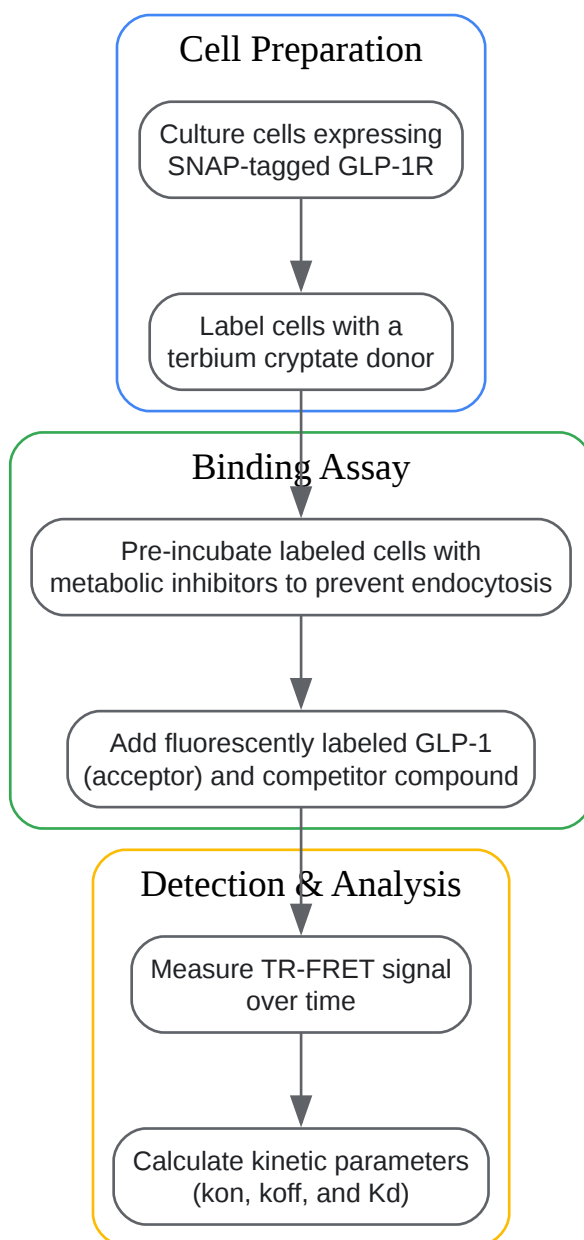 Cell Preparation
Culture cells expressing
SNAP-tagged GLP-1R
Label cells with a
terbium cryptate donor
Binding Assay
Pre-incubate labeled cells with
metabolic inhibitors to prevent endocytosis
Add fluorescently labeled GLP-1
(acceptor) and competitor compound
Detection & Analysis
Measure TR-FRET signal
over time
Calculate kinetic parameters
(kon, koff, and Kd)